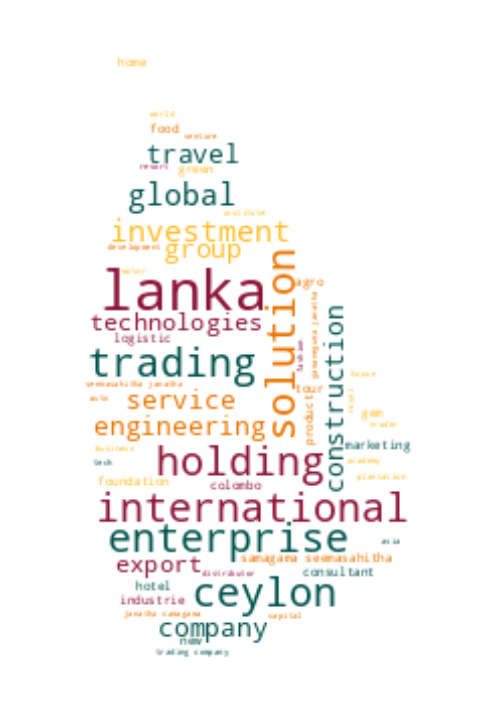 home
world
food
venture
travel
resort
green
global
institute
investment
development
group
motor
lanka
solution
agro
technologies
logistic
fashion
gamanegama janatha
construction
trading
seemasahitha janatha
tour
house
auto
service
product
royal
gem
trader
engineering
business
marketing
tech
holding
academy
foundation
colombo
plantation
international
enterprise
asia
export
samagama seemasahitha
distributor
consultant
hotel
ceylon
industrie
janatha samagama
capital
company
new
trading company